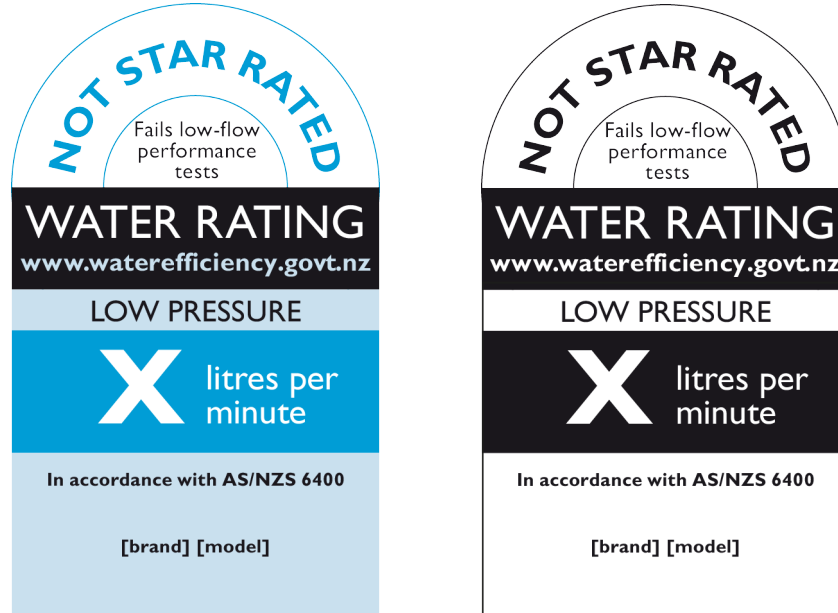 NOT STAR RATED
Fails low-flow
performance
tests
WATER RATING
www.waterefficiency.govt.nz
LOW PRESSURE
X litres per
minute
In accordance with AS/NZS 6400
[brand] [model]
NOT STAR RATED
Fails low-flow
performance
tests
WATER RATING
www.waterefficiency.govt.nz
LOW PRESSURE
X litres per
minute
In accordance with AS/NZS 6400
[brand] [model]